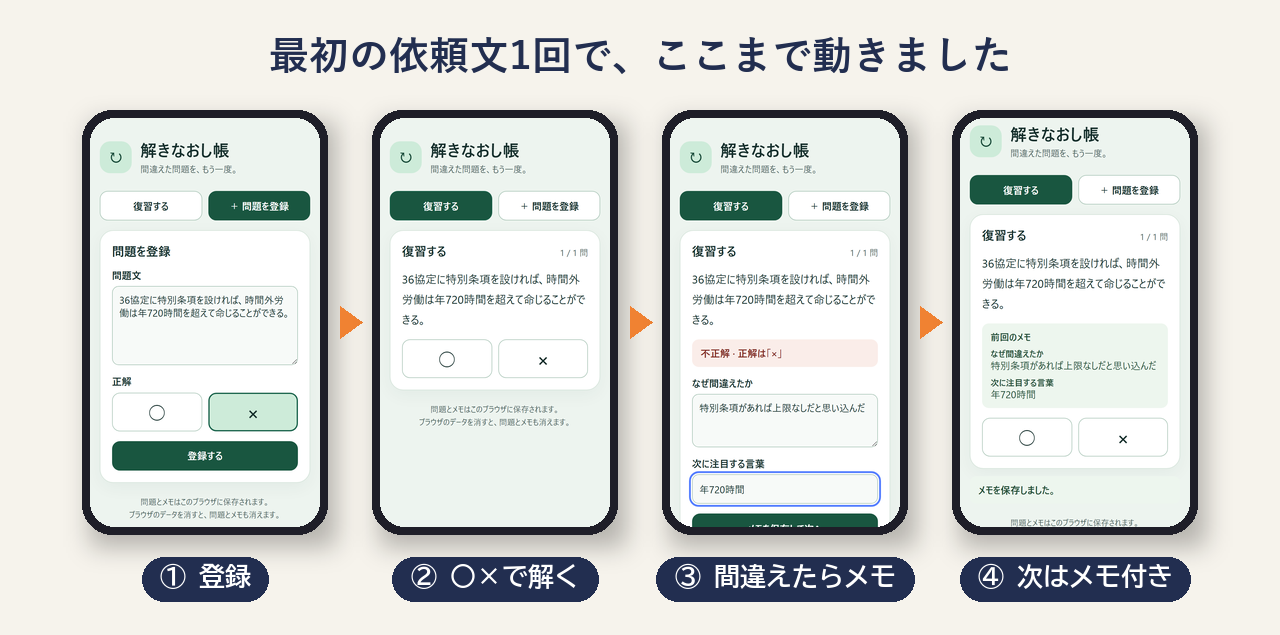 最初の依頼文1回で、ここまで動きました
解きなおし帳
間違えた問題を、もう一度。
復習する
＋ 問題を登録
問題を登録
問題文
36協定に特別条項を設ければ、時間外労
働は年720時間を超えて命じることができる。
正解
◯
×
登録する
問題とメモはこのブラウザに保存されます。
ブラウザのデータを消すと、問題とメモも消えます。
① 登録
解きなおし帳
間違えた問題を、もう一度。
復習する
＋ 問題を登録
復習する
1 / 1 問
36協定に特別条項を設ければ、時間外
労働は年720時間を超えて命じることがで
きる。
◯
×
問題とメモはこのブラウザに保存されます。
ブラウザのデータを消すと、問題とメモも消えます。
② ◯×で解く
解きなおし帳
間違えた問題を、もう一度。
復習する
＋ 問題を登録
復習する
1 / 1 問
36協定に特別条項を設ければ、時間外
労働は年720時間を超えて命じることがで
きる。
不正解 · 正解は「×」
なぜ間違えたか
特別条項があれば上限なしだと思い込んだ
次に注目する言葉
年720時間
③ 間違えたらメモ
解きなおし帳
間違えた問題を、もう一度。
復習する
＋ 問題を登録
復習する
1 / 1 問
36協定に特別条項を設ければ、時間外
労働は年720時間を超えて命じることがで
きる。
前回のメモ
なぜ間違えたか
特別条項があれば上限なしだと思い込んだ
次に注目する言葉
年720時間
◯
×
メモを保存しました。
問題とメモはこのブラウザに保存されます。
④ 次はメモ付き